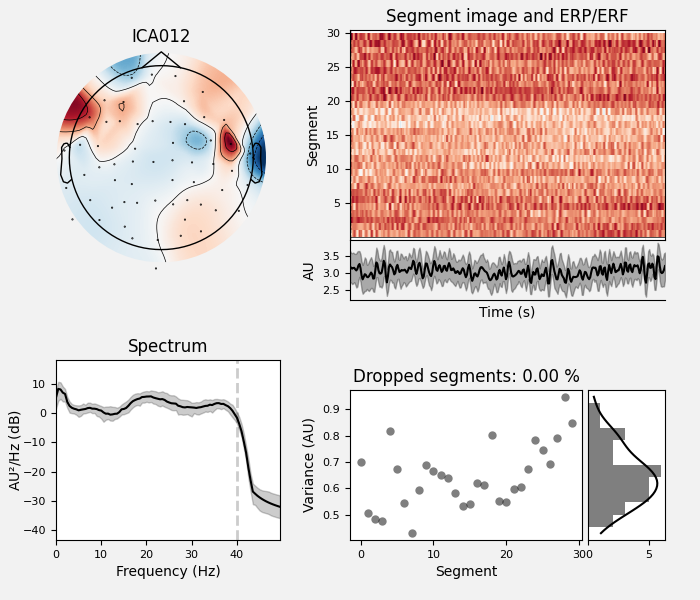 ICA012
Segment image and ERP/ERF
Segment
30
25
20
15
10
5
AU
3.5
3.0
2.5
Time (s)
Spectrum
AU²/Hz (dB)
10
0
−10
−20
−30
−40
0 10 20 30 40
Frequency (Hz)
Dropped segments: 0.00 %
Variance (AU)
0.9
0.8
0.7
0.6
0.5
0 10 20 30
Segment
0 5